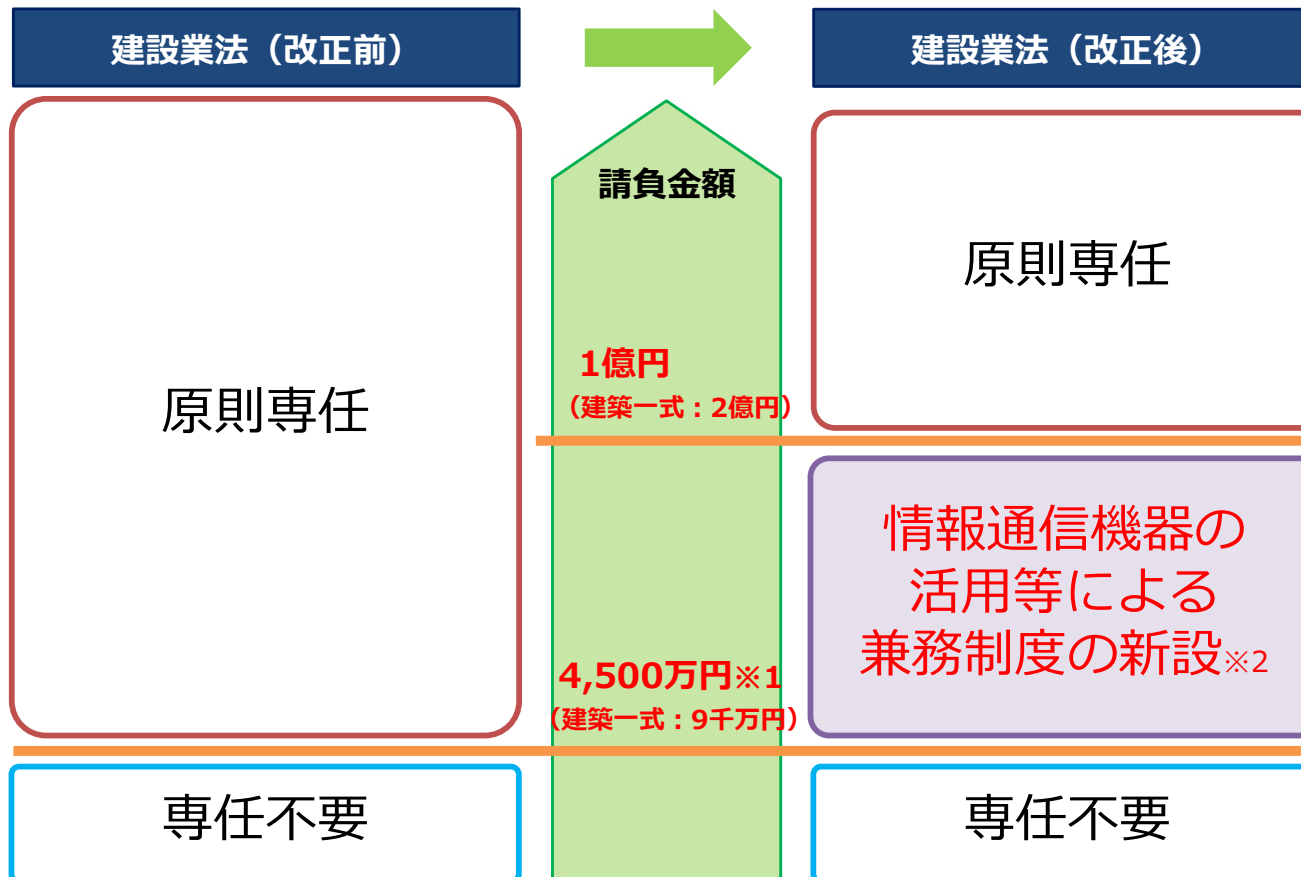 建設業法（改正前）
建設業法（改正後）
請負金額
原則専任
原則専任
1億円
（建築一式：2億円）
情報通信機器の
活用等による
兼務制度の新設※2
4,500万円※1
（建築一式：9千万円）
専任不要
専任不要